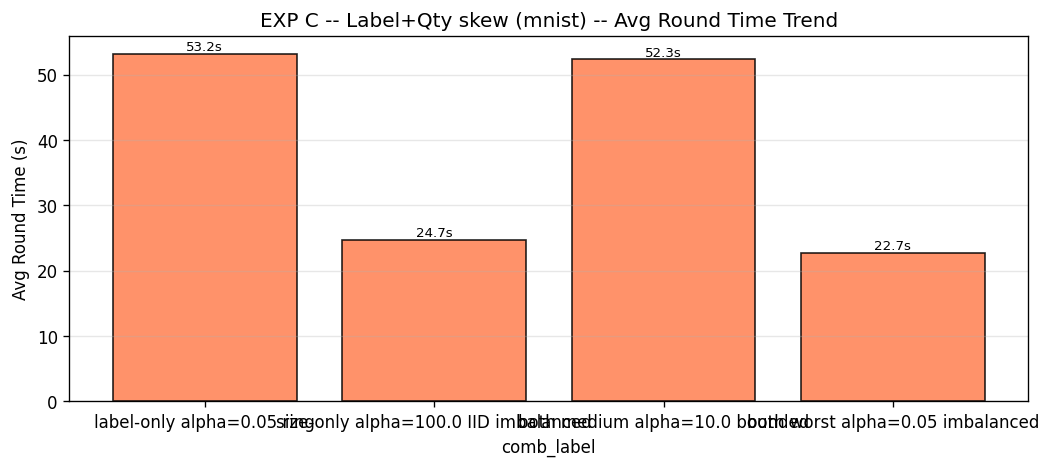 EXP C -- Label+Qty skew (mnist) -- Avg Round Time Trend
53.2s
52.3s
50
40
30
24.7s
22.7s
20
10
0
Avg Round Time (s)
label-only alpha=0.05
only alpha=100.0 IID
medium alpha=10.0
worst alpha=0.05 imbalanced
comb_label